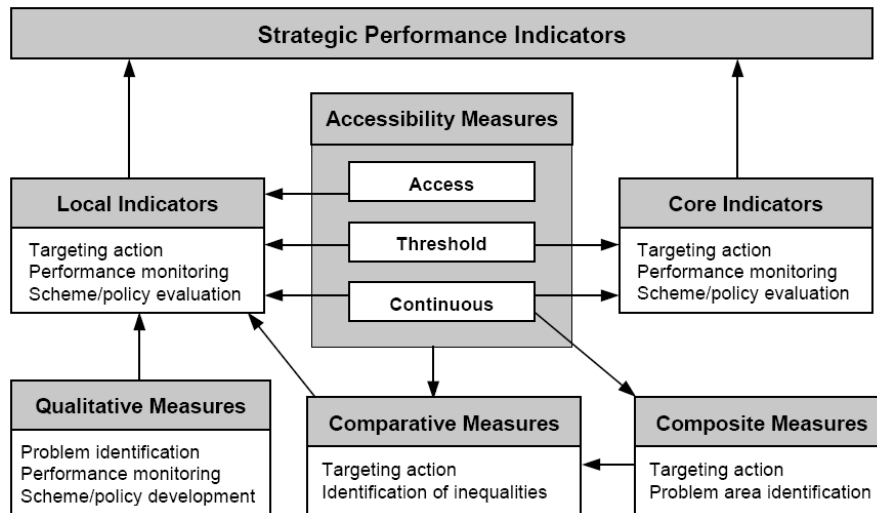 Strategic Performance Indicators
Accessibility Measures
Access
Threshold
Continuous
Local Indicators
Targeting action
Performance monitoring
Scheme/policy evaluation
Core Indicators
Targeting action
Performance monitoring
Scheme/policy evaluation
Qualitative Measures
Problem identification
Performance monitoring
Scheme/policy development
Comparative Measures
Targeting action
Identification of inequalities
Composite Measures
Targeting action
Problem area identification